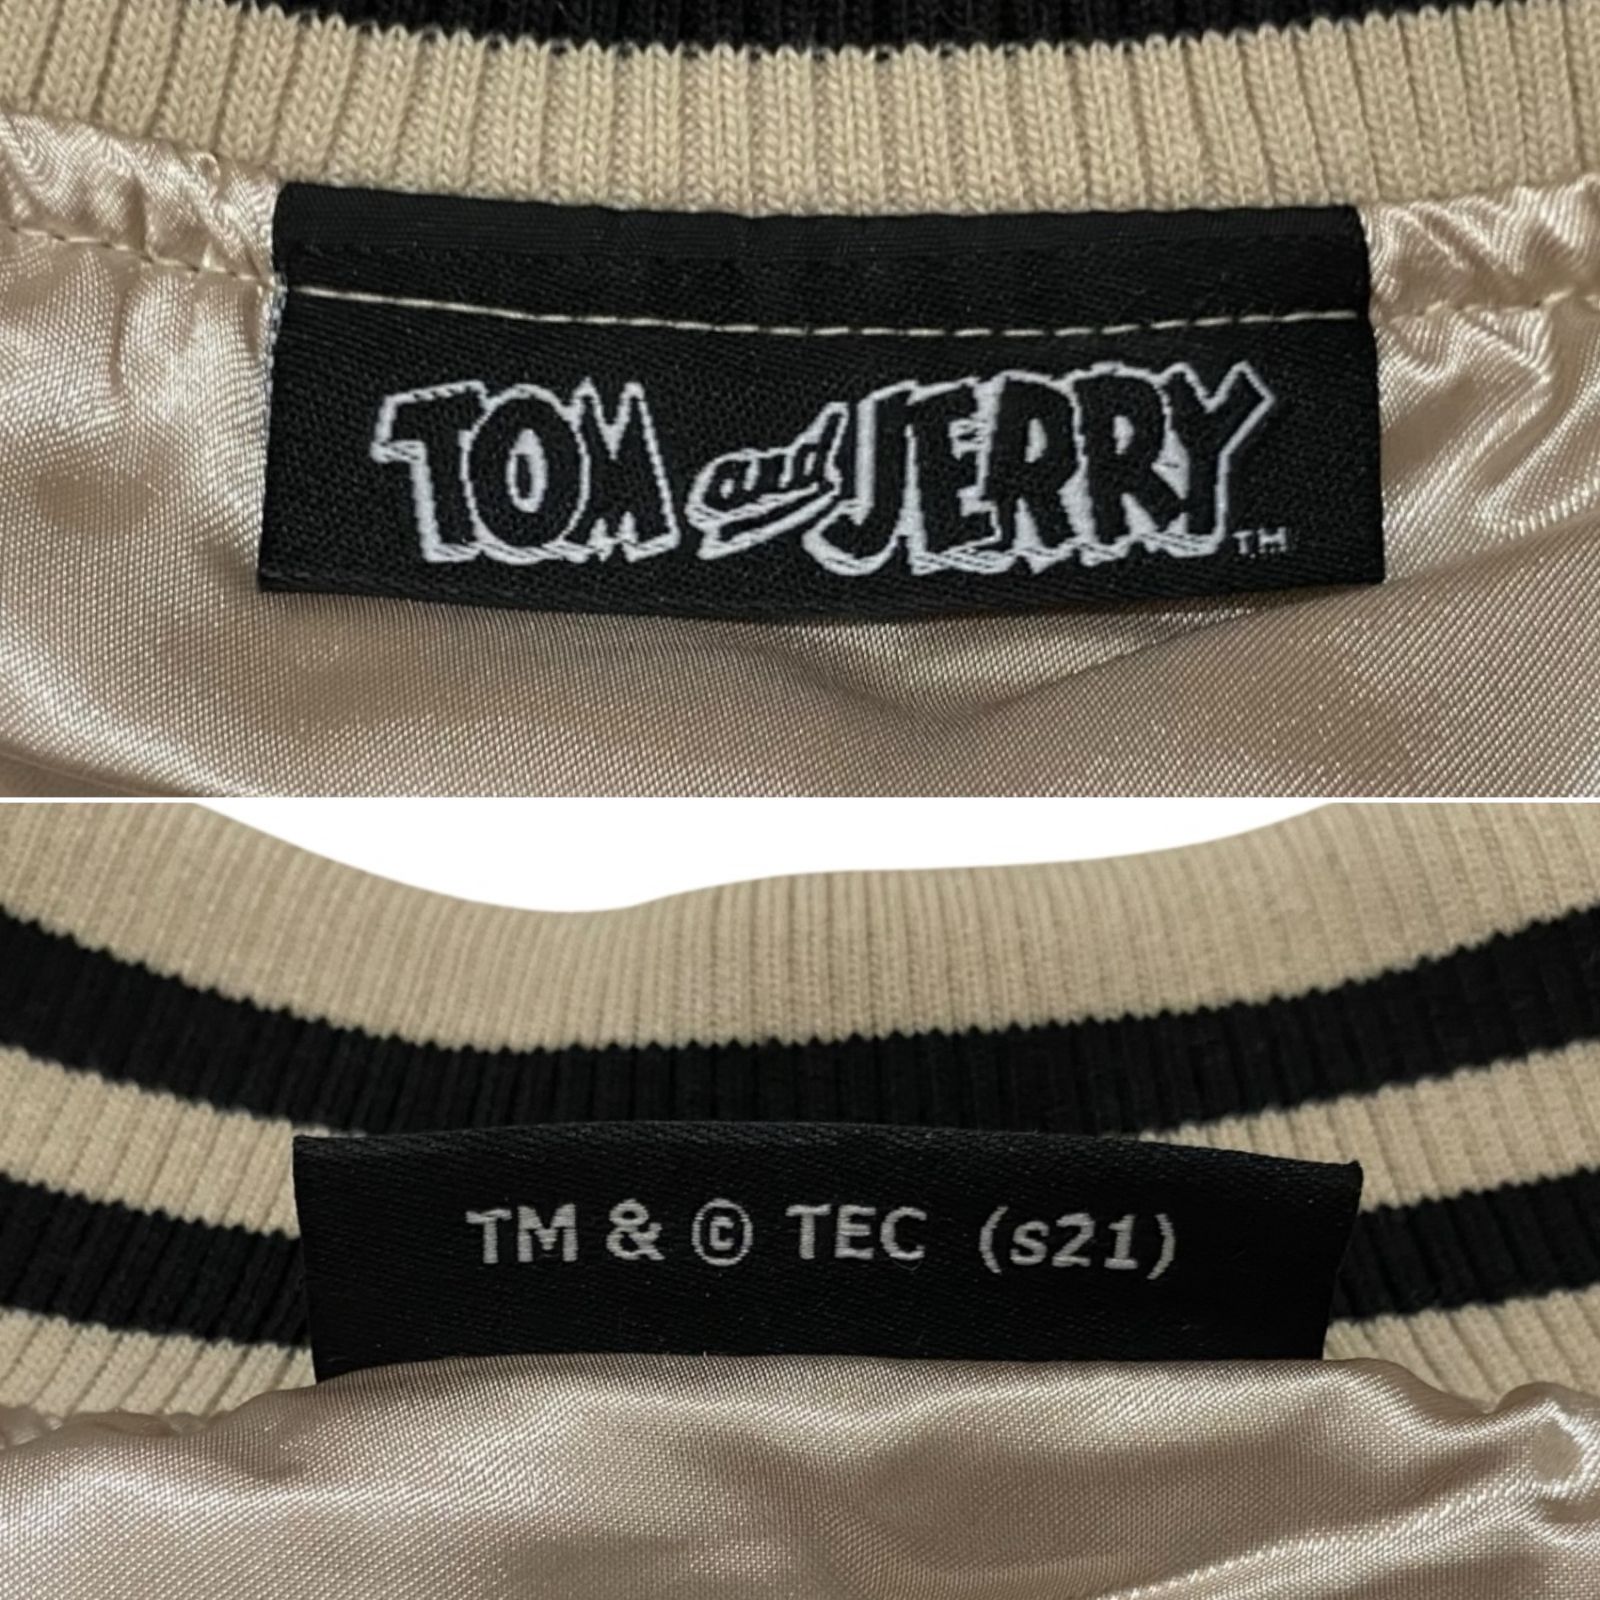 TOM and JERRY TM
TM & © TEC (s21)